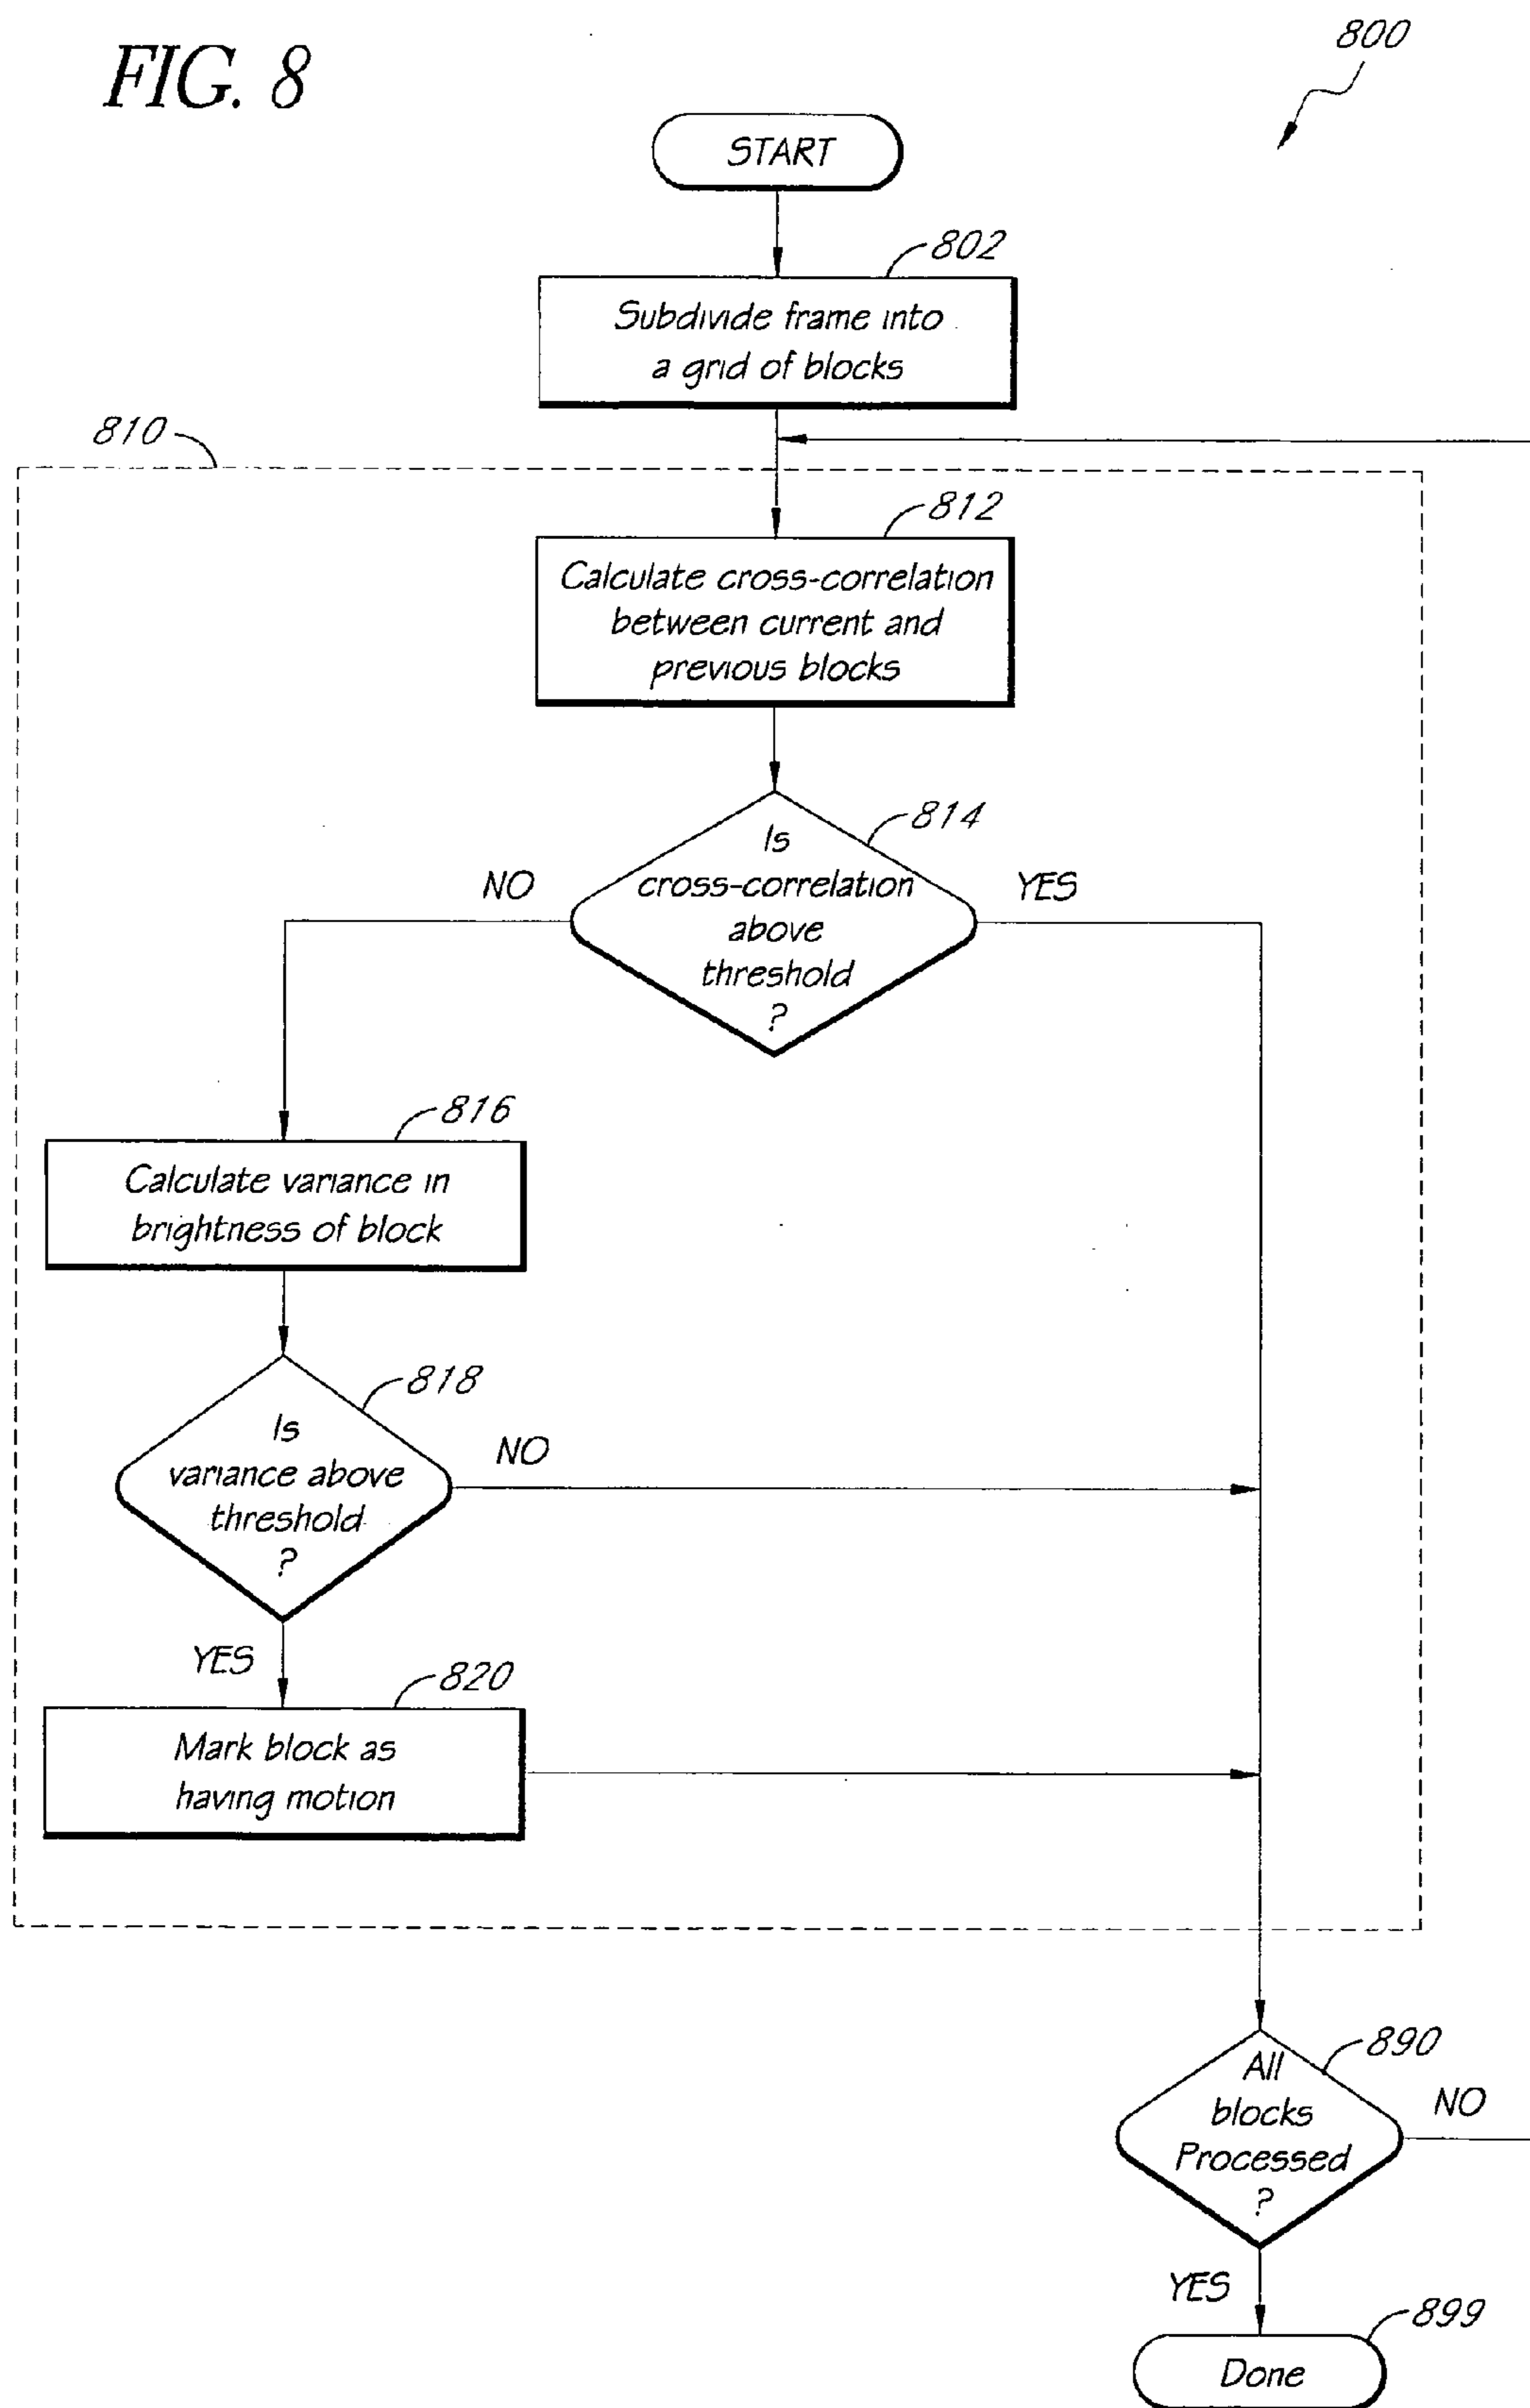 FIG. 8
800
START
802
Subdivide frame into
a grid of blocks
810
812
Calculate cross-correlation
between current and
previous blocks
814
Is
cross-correlation
above
threshold
?
NO
YES
816
Calculate variance in
brightness of block
818
Is
variance above
threshold
?
NO
YES
820
Mark block as
having motion
890
All
blocks
Processed
?
NO
YES
899
Done